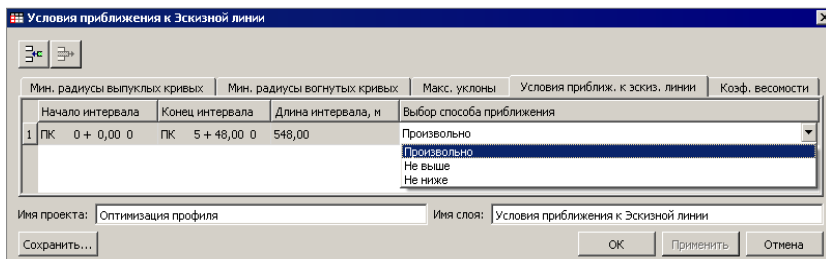 Условия приближения к Эскизной линии
Мин. радиусы выпуклых кривых Мин. радиусы вогнутых кривых Макс. уклоны Условия приближ. к эскиз. линии Коэф. весомости
Начало интервала Конец интервала Длина интервала, м Выбор способа приближения
1 ПК 0 + 0,00 0 ПК 5 + 48,00 0 548,00 Произвольно
Произвольно
Не выше
Не ниже
Имя проекта: Оптимизация профиля Имя слоя: Условия приближения к Эскизной линии
Сохранить... ОК Применить Отмена